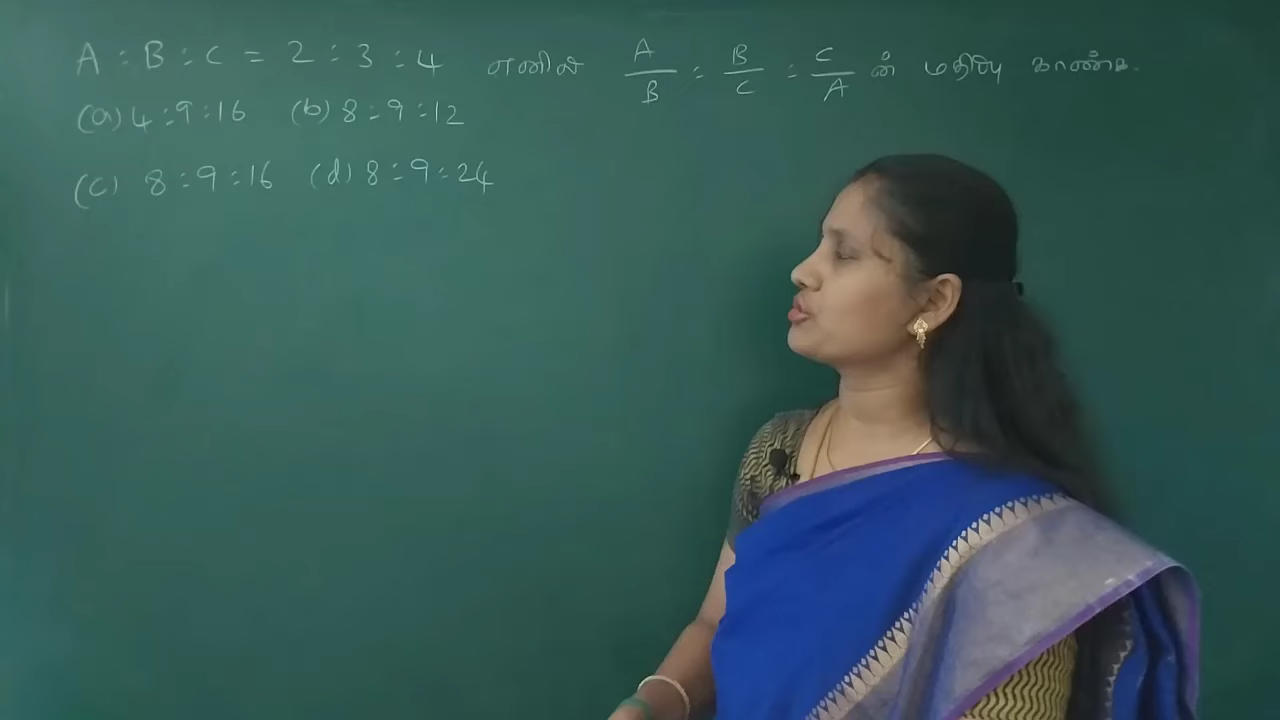 A : B : C = 2 : 3 : 4 எனில் A/B : B/C : C/A ன் மதிப்பு காண்க.
(a) 4 : 9 : 16 (b) 8 : 9 : 12
(c) 8 : 9 : 16 (d) 8 : 9 : 24